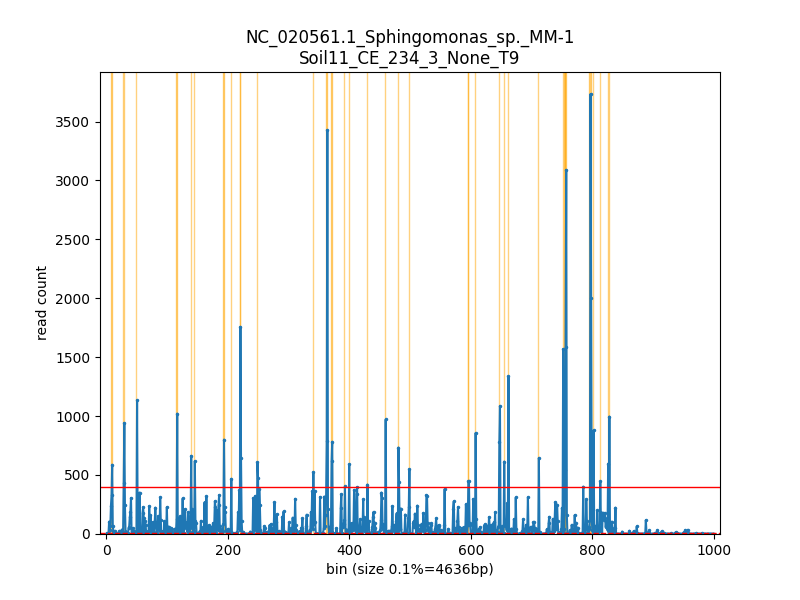 NC_020561.1_Sphingomonas_sp._MM-1
Soil11_CE_234_3_None_T9
3500
3000
2500
2000
1500
1000
500
0
read count
0 200 400 600 800 1000
bin (size 0.1%=4636bp)